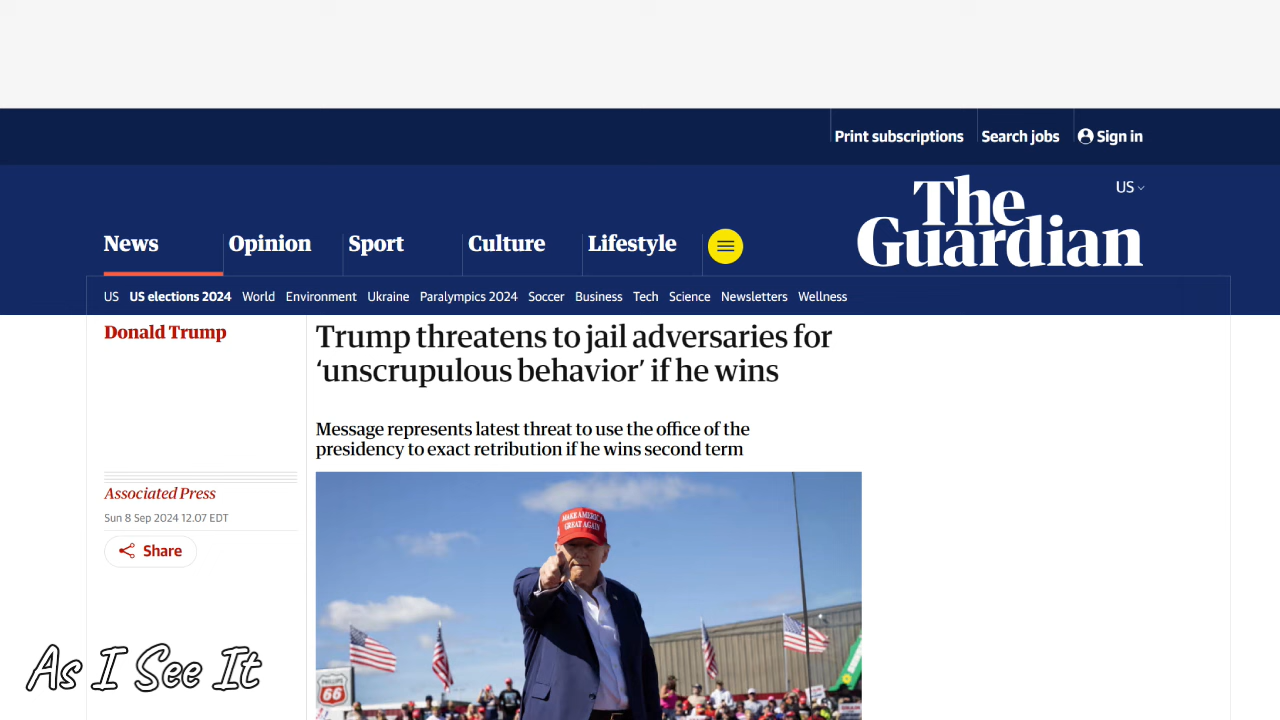 Print subscriptions
Search jobs
Sign in
US
The
Guardian
News
Opinion
Sport
Culture
Lifestyle
US
US elections 2024
World
Environment
Ukraine
Paralympics 2024
Soccer
Business
Tech
Science
Newsletters
Wellness
Donald Trump
Trump threatens to jail adversaries for
‘unscrupulous behavior’ if he wins
Message represents latest threat to use the office of the
presidency to exact retribution if he wins second term
Associated Press
Sun 8 Sep 2024 12.07 EDT
Share
MAKE AMERICA
GREAT AGAIN
PHILLIPS
66
As I See It